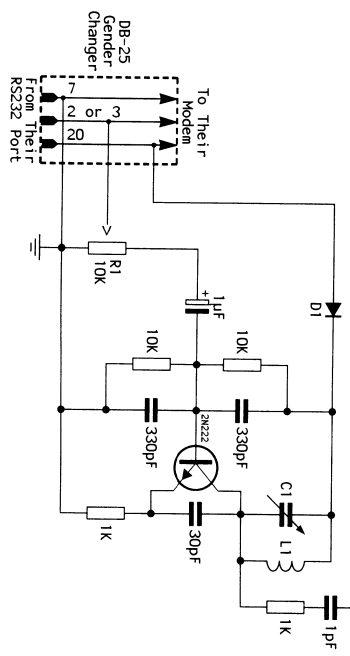 DB-25
Gender
Changer
To Their
Modem
7
2 or 3
20
From Their
RS232 Port
R1
10K
+
1µF
D1
10K
10K
330pF
330pF
2N222
C1
L1
30pF
1K
1K
1pF